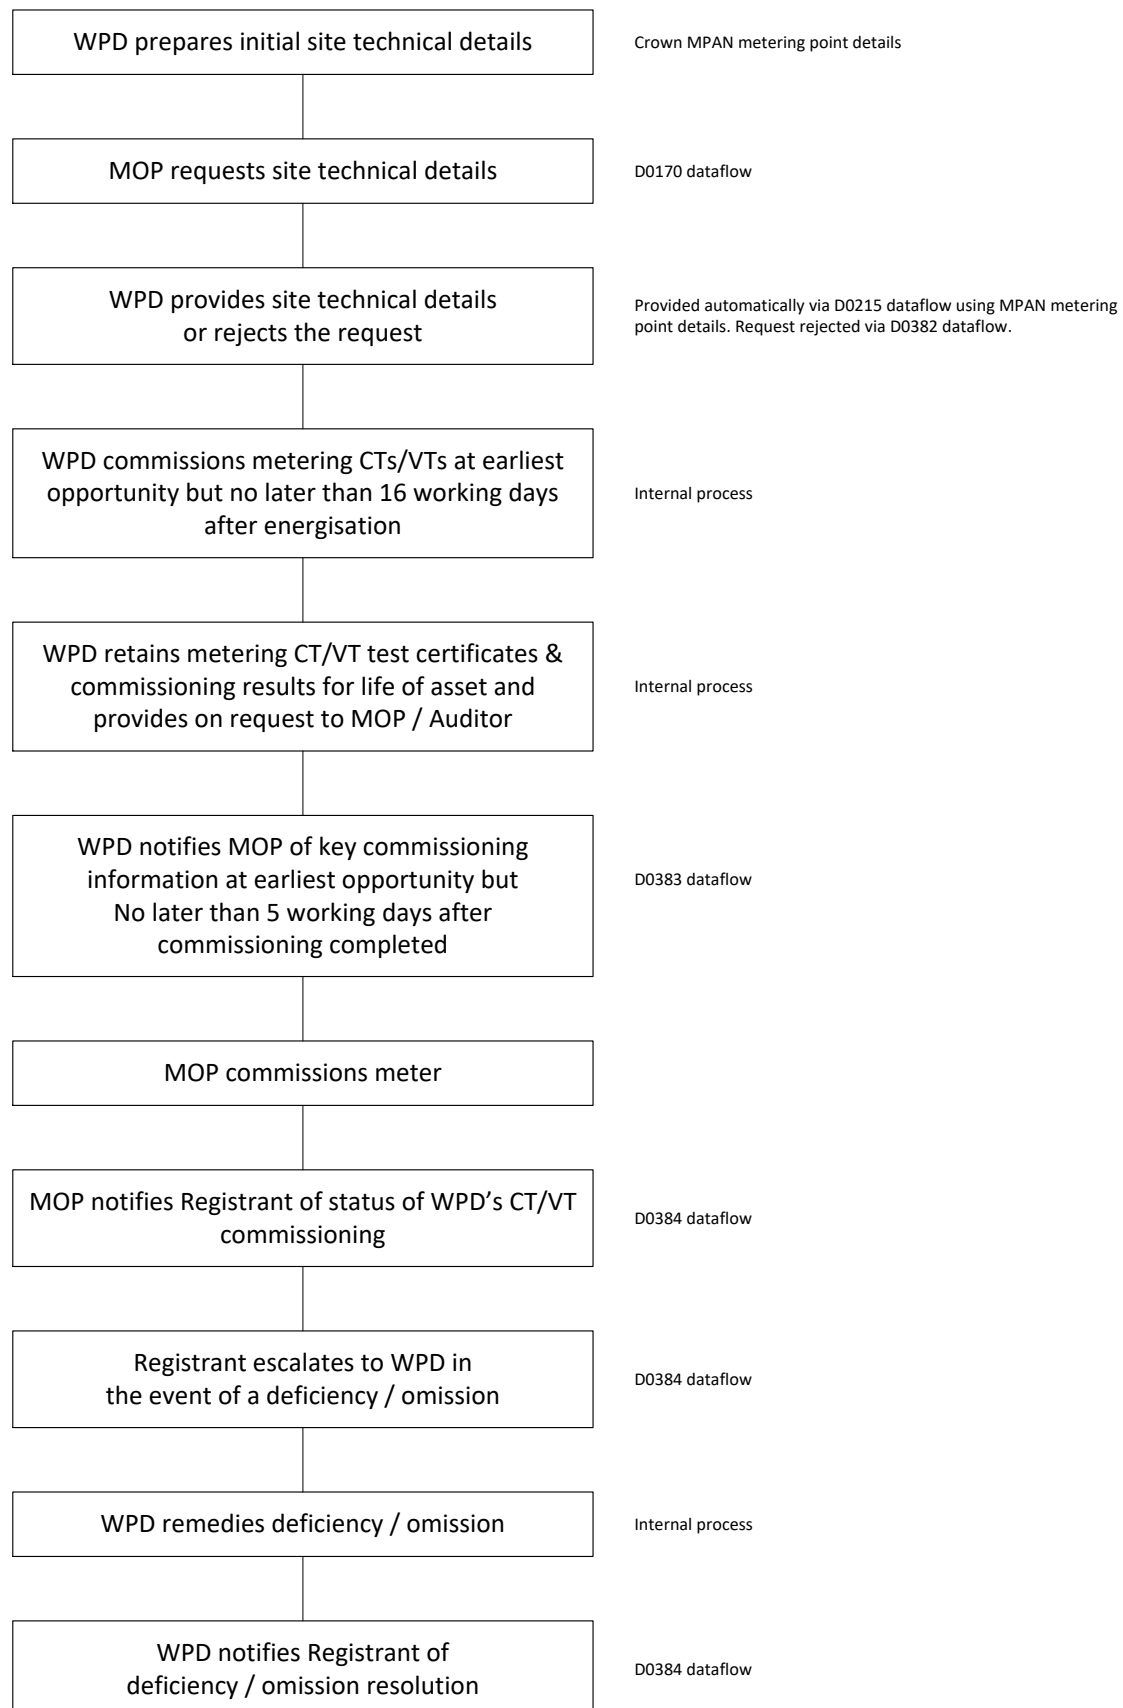 WPD prepares initial site technical details
Crown MPAN metering point details
MOP requests site technical details
D0170 dataflow
WPD provides site technical details
or rejects the request
Provided automatically via D0215 dataflow using MPAN metering
point details. Request rejected via D0382 dataflow.
WPD commissions metering CTs/VTs at earliest
opportunity but no later than 16 working days
after energisation
Internal process
WPD retains metering CT/VT test certificates &
commissioning results for life of asset and
provides on request to MOP / Auditor
Internal process
WPD notifies MOP of key commissioning
information at earliest opportunity but
No later than 5 working days after
commissioning completed
D0383 dataflow
MOP commissions meter
MOP notifies Registrant of status of WPD’s CT/VT
commissioning
D0384 dataflow
Registrant escalates to WPD in
the event of a deficiency / omission
D0384 dataflow
WPD remedies deficiency / omission
Internal process
WPD notifies Registrant of
deficiency / omission resolution
D0384 dataflow